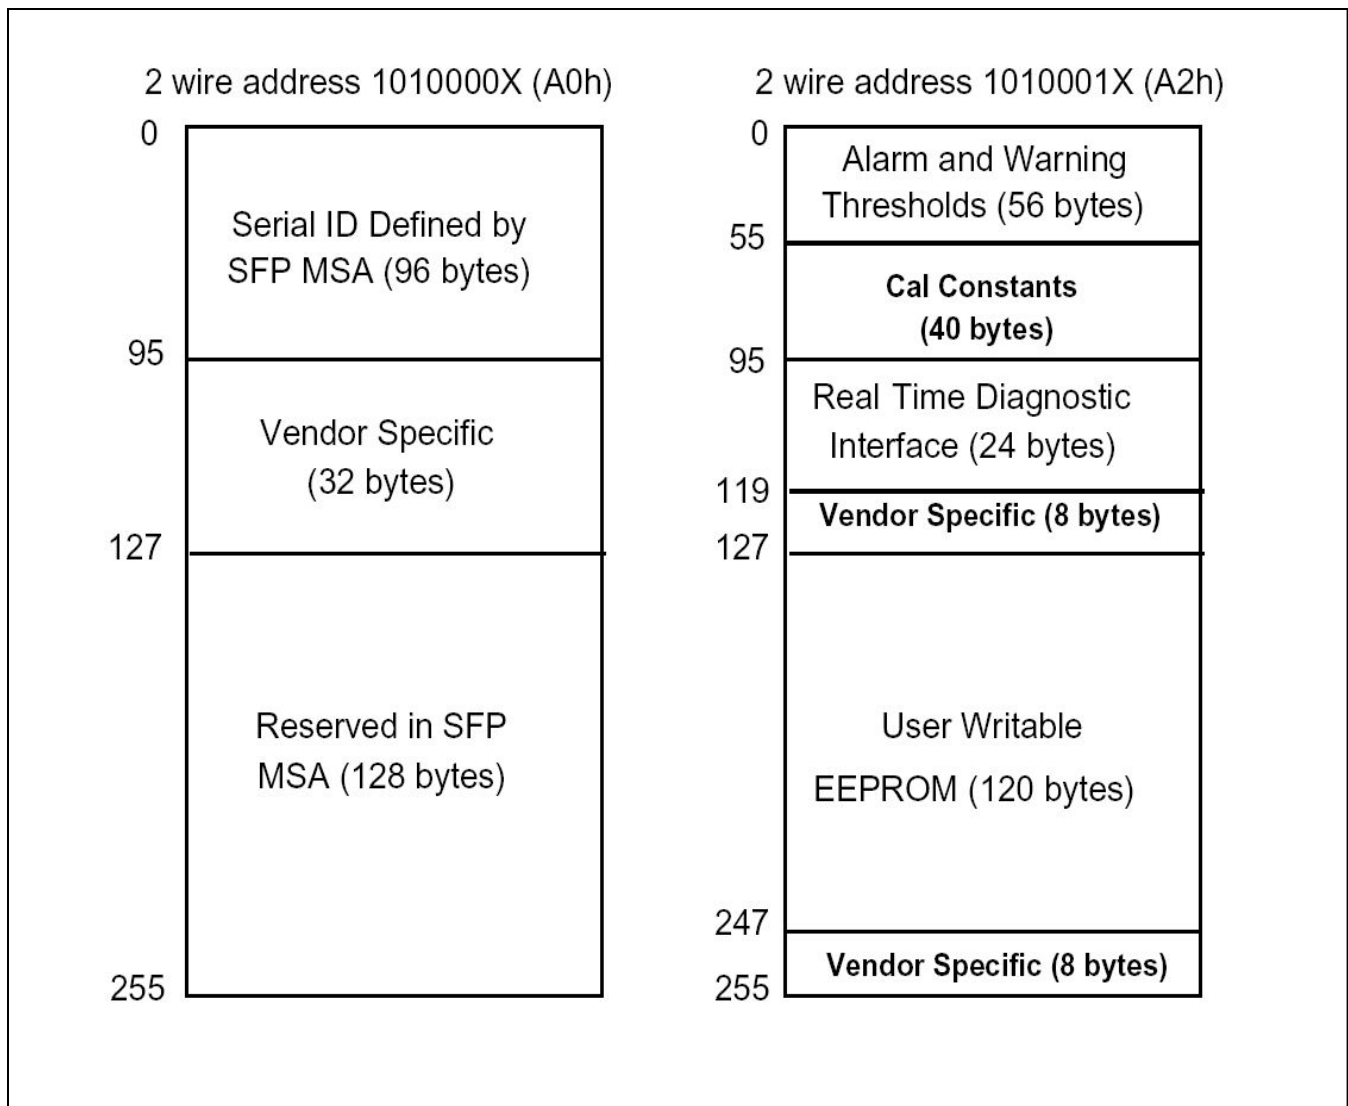 2 wire address 1010000X (A0h)
0
Serial ID Defined by
SFP MSA (96 bytes)
95
Vendor Specific
(32 bytes)
127
Reserved in SFP
MSA (128 bytes)
255
2 wire address 1010001X (A2h)
0
Alarm and Warning
Thresholds (56 bytes)
55
Cal Constants
(40 bytes)
95
Real Time Diagnostic
Interface (24 bytes)
119
Vendor Specific (8 bytes)
127
User Writable
EEPROM (120 bytes)
247
Vendor Specific (8 bytes)
255